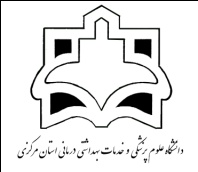 دانشگاه علوم پزشکی و خدمات بهداشتی درمانی استان مرکزی